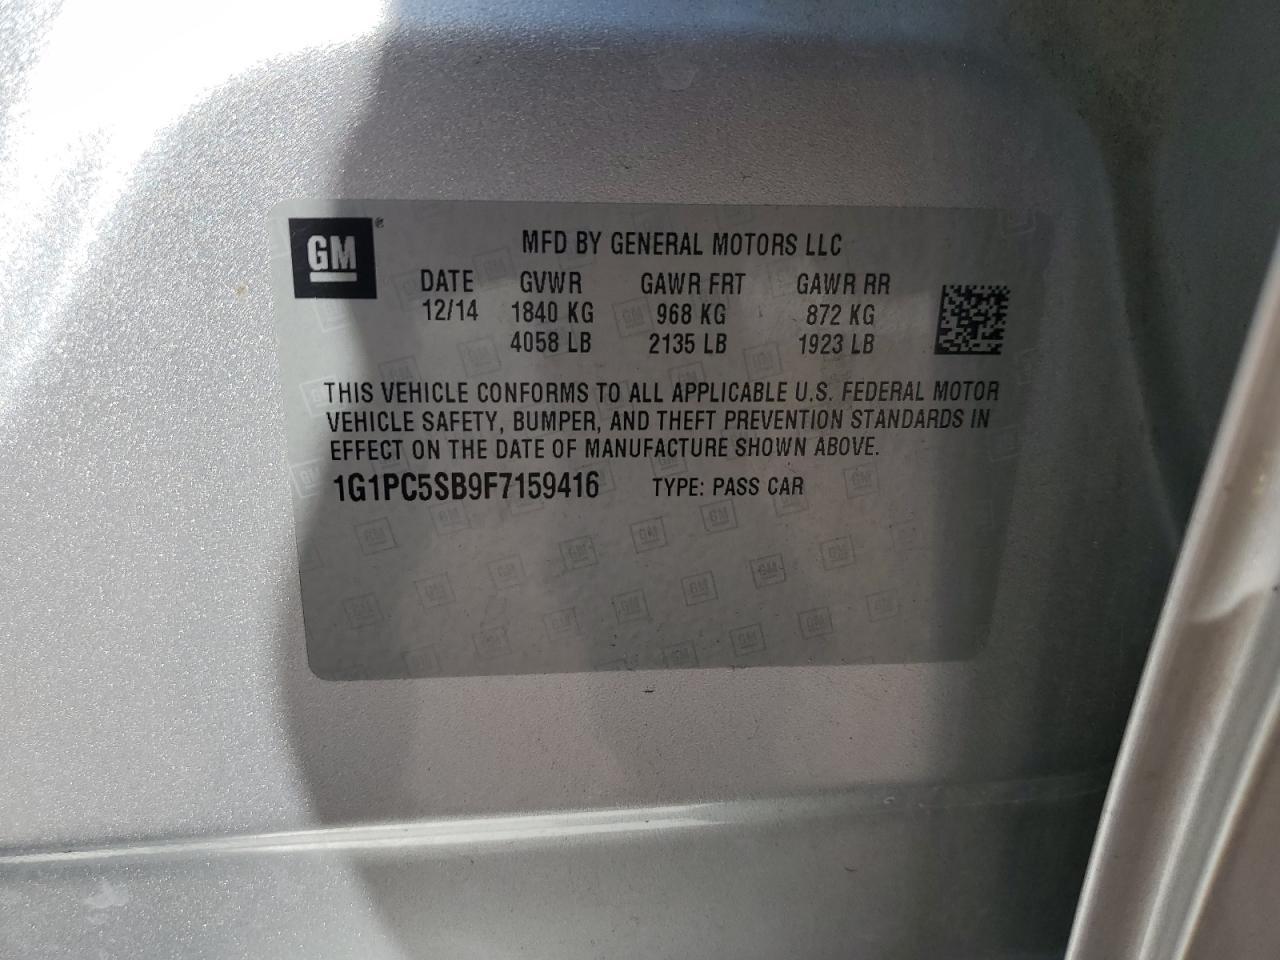 GM®
MFD BY GENERAL MOTORS LLC
DATE GVWR GAWR FRT GAWR RR
12/14 1840 KG 968 KG 872 KG
4058 LB 2135 LB 1923 LB
THIS VEHICLE CONFORMS TO ALL APPLICABLE U.S. FEDERAL MOTOR
VEHICLE SAFETY, BUMPER, AND THEFT PREVENTION STANDARDS IN
EFFECT ON THE DATE OF MANUFACTURE SHOWN ABOVE.
1G1PC5SB9F7159416 TYPE: PASS CAR